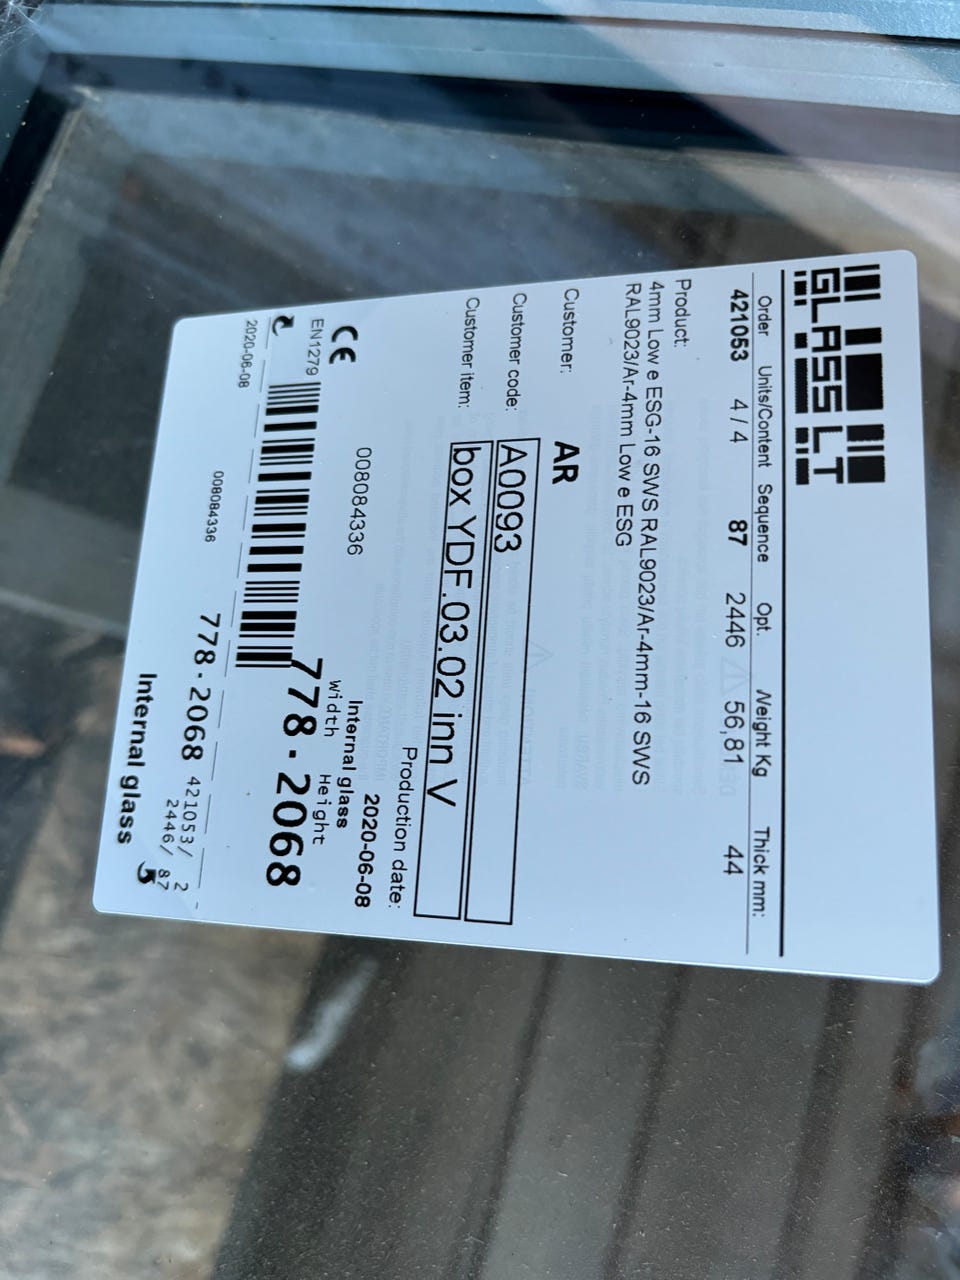 GLASS LT
Order Units/Content Sequence Opt. Weight Kg Thick mm:
421053 4 / 4 87 2446 56,81 44
Product:
4mm Low e ESG-16 SWS RAL9023/Ar-4mm-16 SWS
RAL9023/Ar-4mm Low e ESG
Customer: AR
Customer code: A0093
Customer item: box YDF.03.02 inn V
Production date:
008084336 2020-06-08
CE Internal glass
EN1279 width Height
778·2068
2020-06-08 008084336 778·2068 421053/ 2
2446/ 87
Internal glass